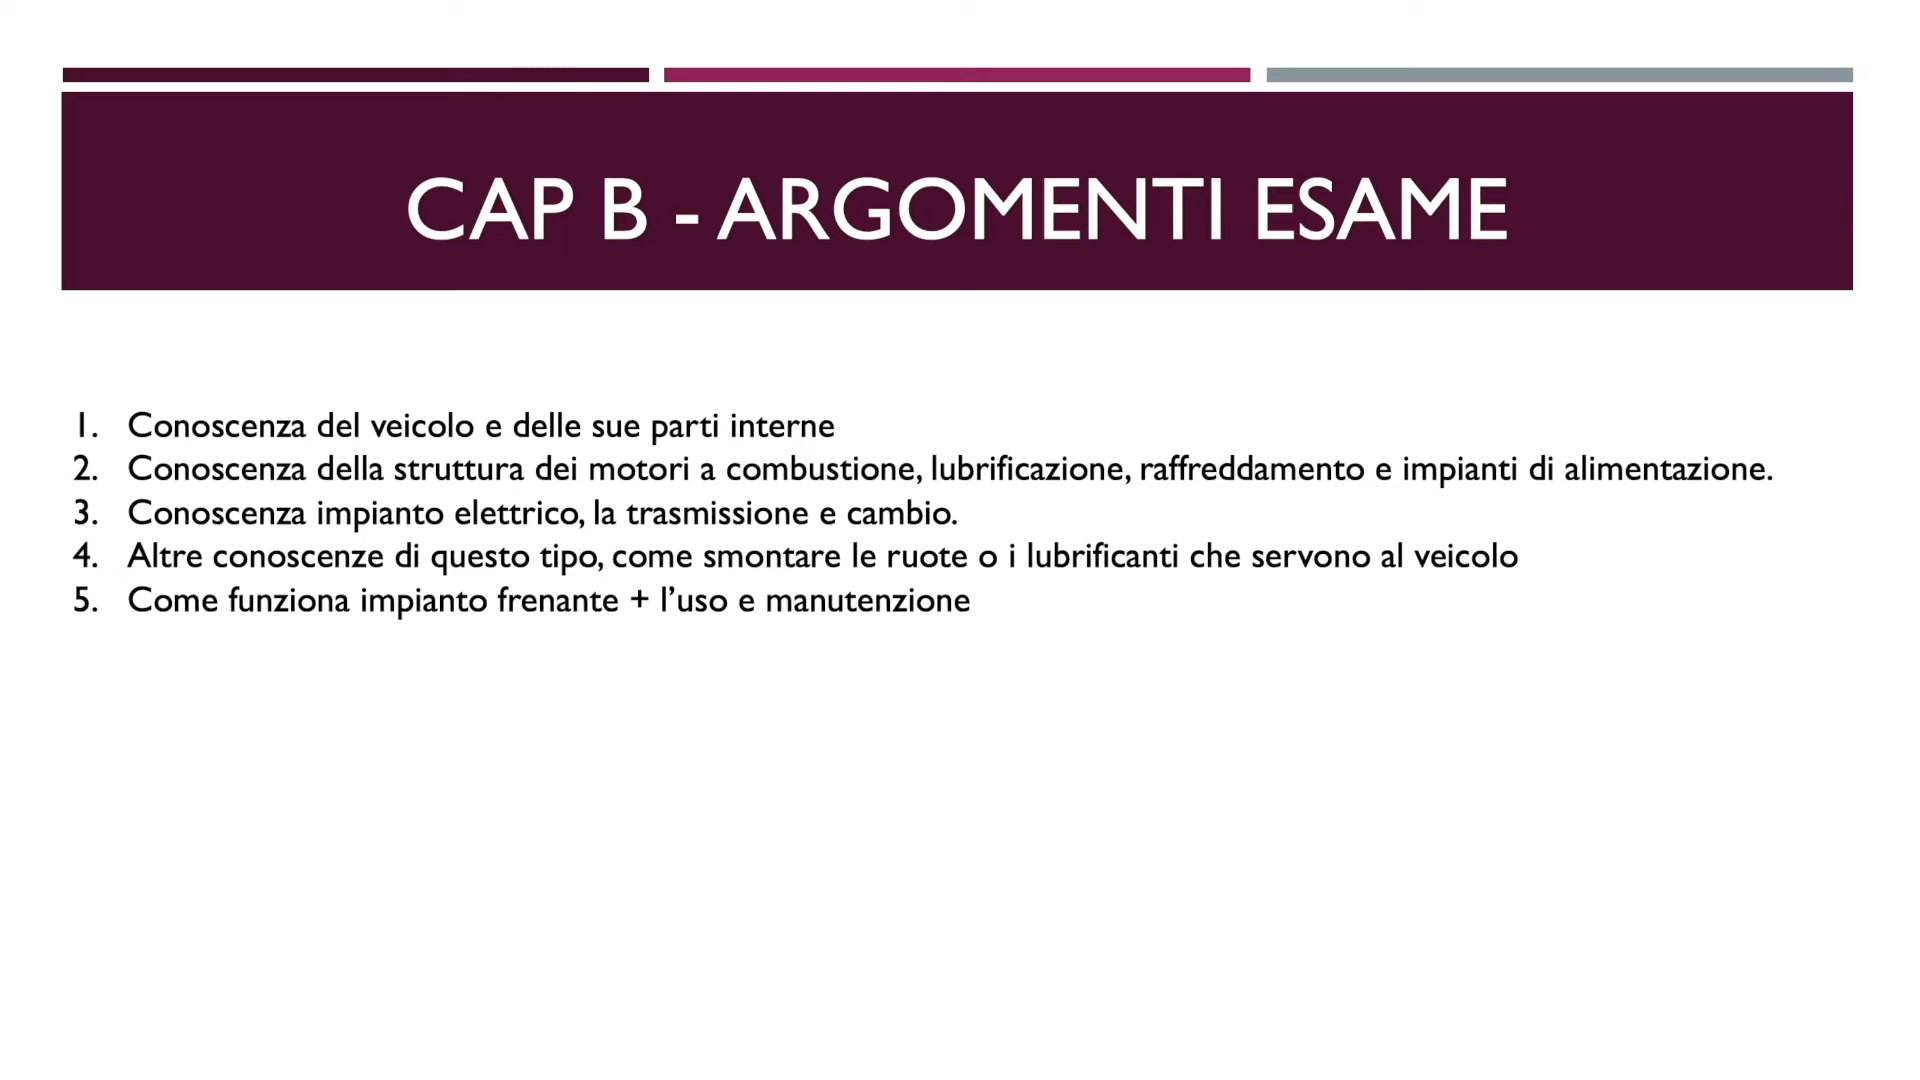 CAP B - ARGOMENTI ESAME
1. Conoscenza del veicolo e delle sue parti interne
2. Conoscenza della struttura dei motori a combustione, lubrificazione, raffreddamento e impianti di alimentazione.
3. Conoscenza impianto elettrico, la trasmissione e cambio.
4. Altre conoscenze di questo tipo, come smontare le ruote o i lubrificanti che servono al veicolo
5. Come funziona impianto frenante + l’uso e manutenzione